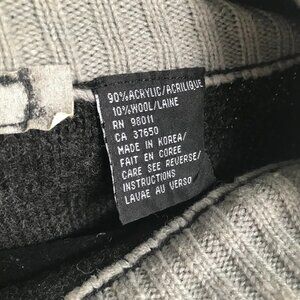 90%ACRYLIC/ACRILIQUE
10%WOOL/LAINE
RN 98011
CA 37650
MADE IN KOREA/
FAIT EN COREE
CARE SEE REVERSE/
INSTRUCTIONS
LAVAE AU VERSO